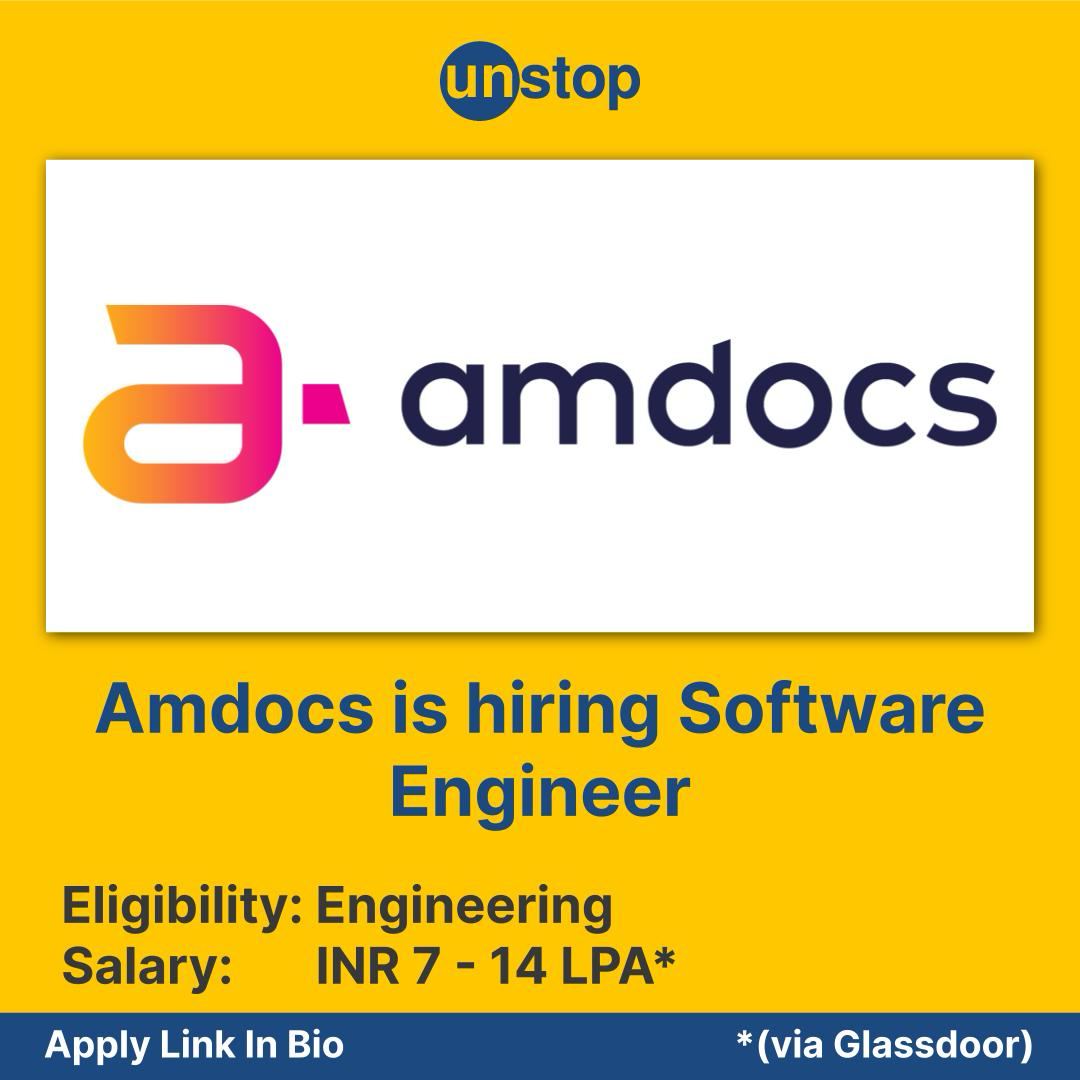 unstop
a
amdocs
Amdocs is hiring Software
Engineer
Eligibility: Engineering
Salary: INR 7 - 14 LPA*
Apply Link In Bio
*(via Glassdoor)